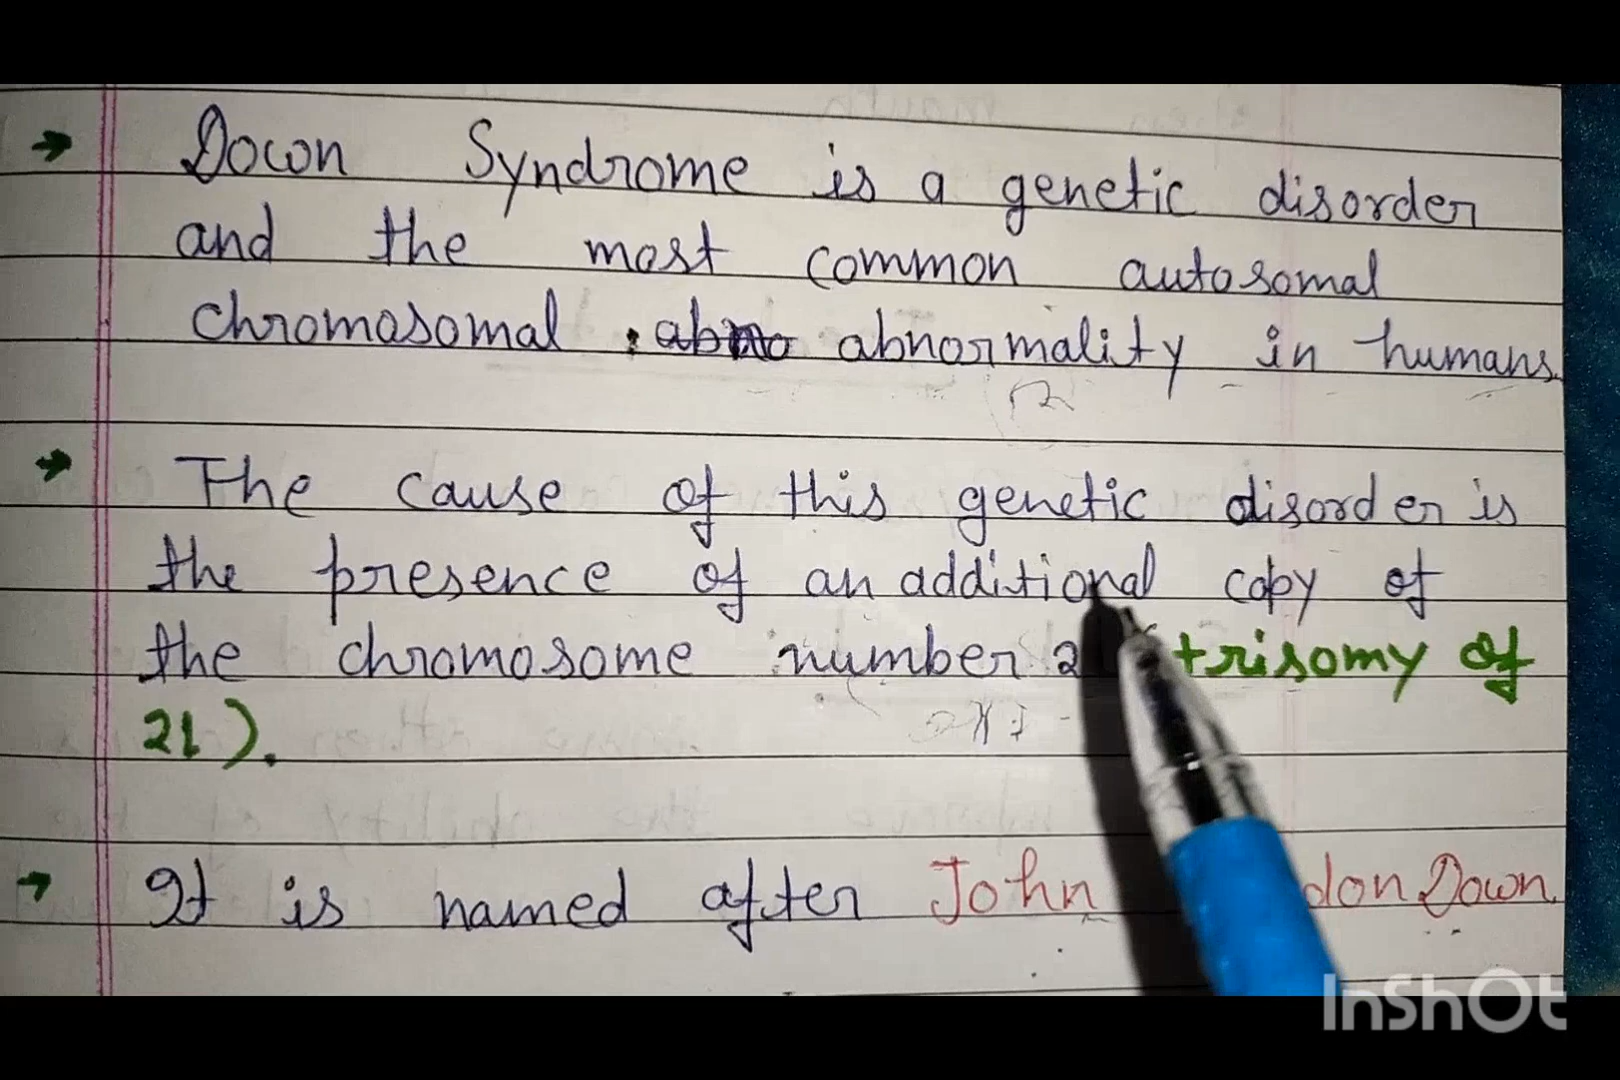 → Down Syndrome is a genetic disorder
and the most common autosomal
chromosomal abno abnormality in humans.
→ The cause of this genetic disorder is
the presence of an additional copy of
the chromosome number 2 trisomy of
21).
→ It is named after John don Down.
InShOt